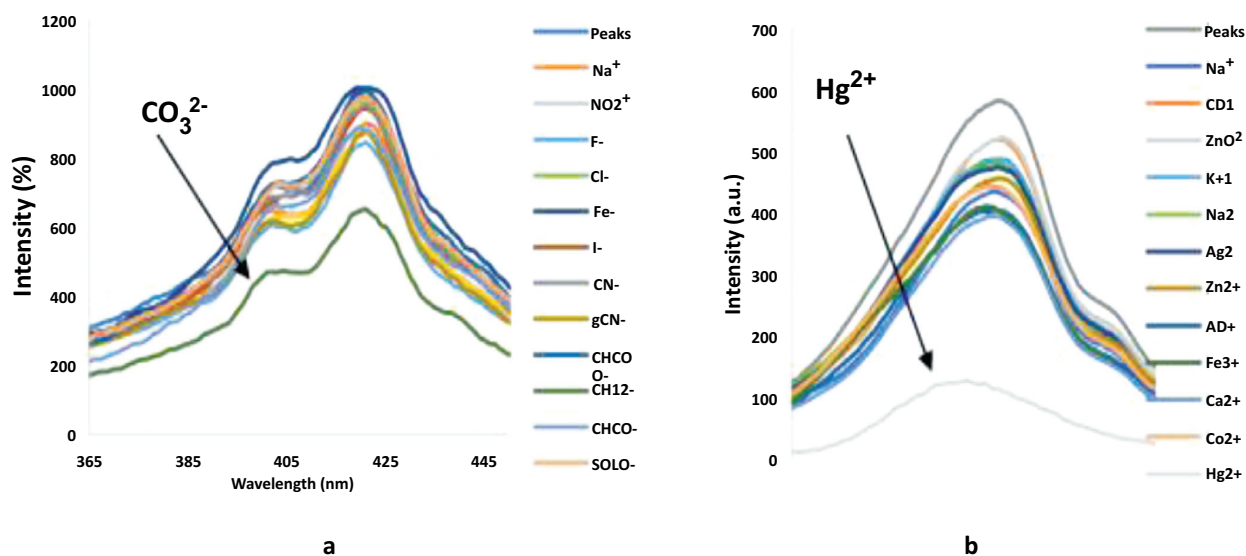 1200
1000
800
600
400
200
0
Intensity (%)
CO₃²⁻
365 385 405 425 445
Wavelength (nm)
Peaks
Na⁺
NO2⁺
F-
Cl-
Fe-
I-
CN-
gCN-
CHCO
O-
CH12-
CHCO-
SOLO-
a
700
600
500
400
300
200
100
0
Intensity (a.u.)
Hg²⁺
Peaks
Na⁺
CD1
ZnO²
K+1
Na2
Ag2
Zn2+
AD+
Fe3+
Ca2+
Co2+
Hg2+
b